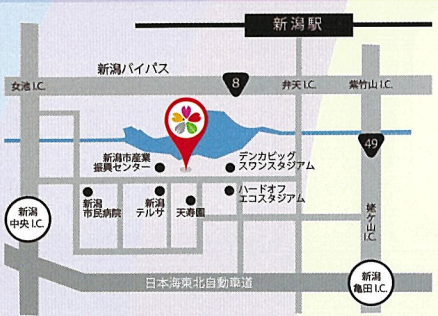 新潟駅
新潟バイパス
女池 I.C.
8
弁天 I.C.
紫竹山 I.C.
49
新潟市産業
振興センター
デンカビッグ
スワンスタジアム
新潟
市民病院
新潟
テルサ
天寿園
ハードオフ
エコスタジアム
姥ケ山 I.C.
新潟
中央 I.C.
日本海東北自動車道
新潟
亀田 I.C.